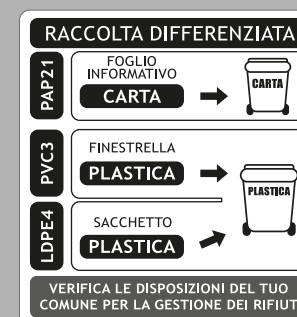 RACCOLTA DIFFERENZIATA
PAP21
FOGLIO
INFORMATIVO
CARTA
CARTA
PVC3
FINESTRELLA
PLASTICA
PLASTICA
LDPE4
SACCHETTO
PLASTICA
VERIFICA LE DISPOSIZIONI DEL TUO
COMUNE PER LA GESTIONE DEI RIFIUT